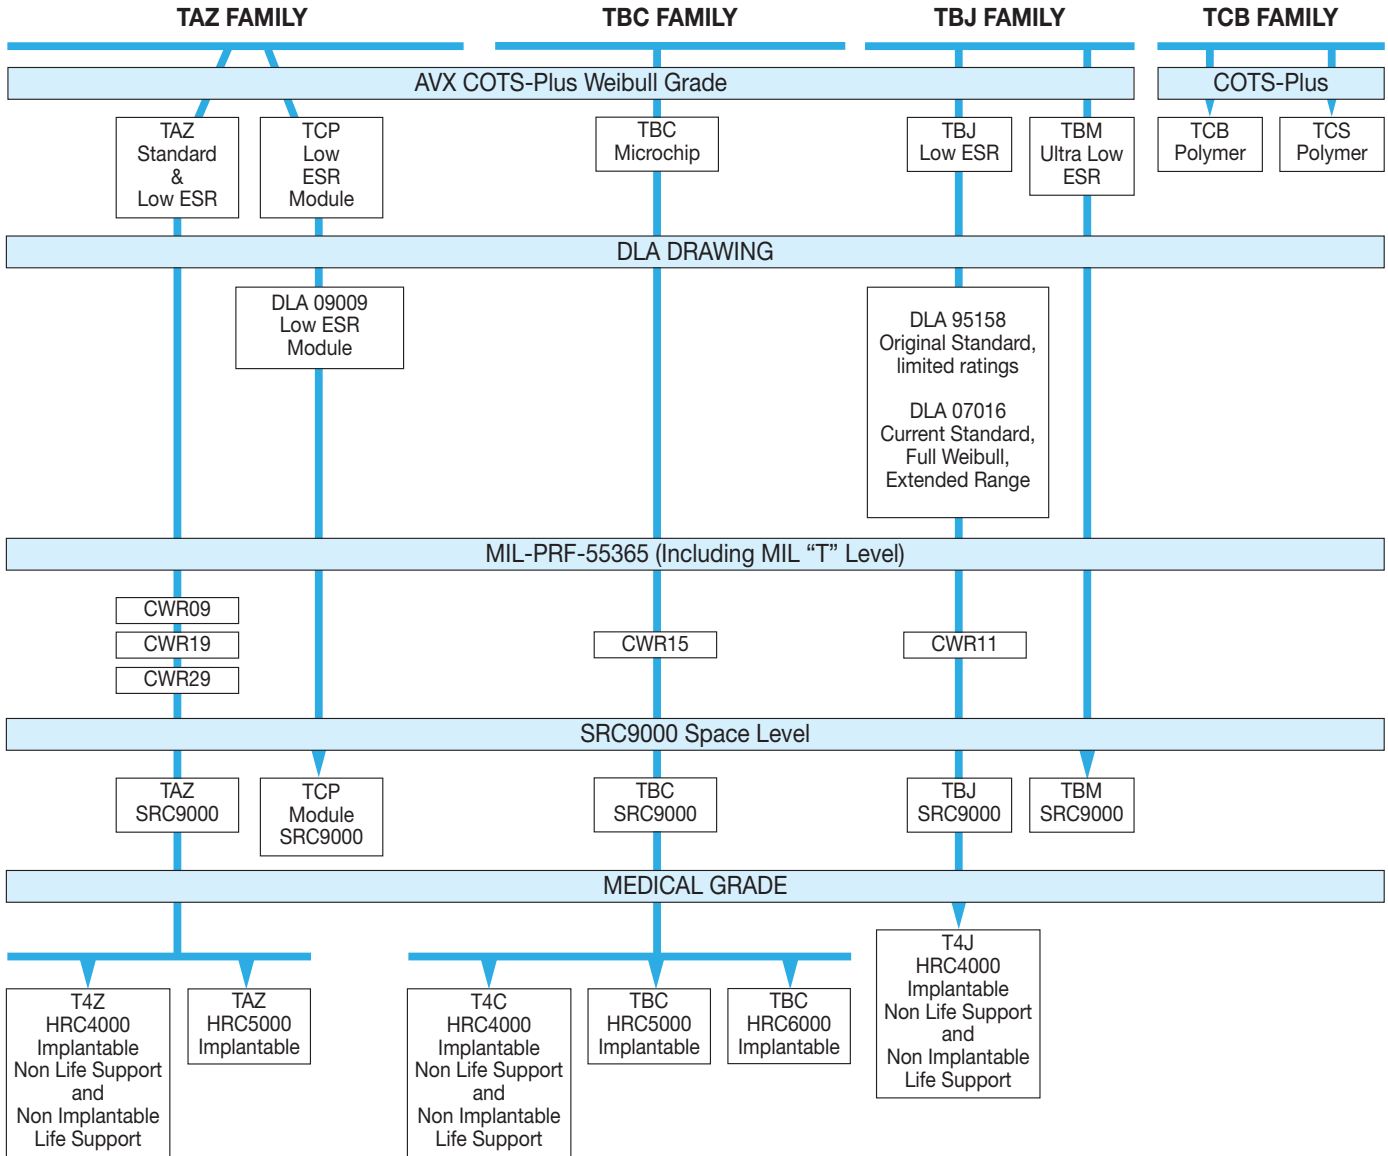 TAZ FAMILY
TBC FAMILY
TBJ FAMILY
TCB FAMILY
AVX COTS-Plus Weibull Grade
COTS-Plus
TAZ
Standard
&
Low ESR
TCP
Low
ESR
Module
TBC
Microchip
TBJ
Low ESR
TBM
Ultra Low
ESR
TCB
Polymer
TCS
Polymer
DLA DRAWING
DLA 09009
Low ESR
Module
DLA 95158
Original Standard,
limited ratings
DLA 07016
Current Standard,
Full Weibull,
Extended Range
MIL-PRF-55365 (Including MIL “T” Level)
CWR09
CWR19
CWR29
CWR15
CWR11
SRC9000 Space Level
TAZ
SRC9000
TCP
Module
SRC9000
TBC
SRC9000
TBJ
SRC9000
TBM
SRC9000
MEDICAL GRADE
T4Z
HRC4000
Implantable
Non Life Support
and
Non Implantable
Life Support
TAZ
HRC5000
Implantable
T4C
HRC4000
Implantable
Non Life Support
and
Non Implantable
Life Support
TBC
HRC5000
Implantable
TBC
HRC6000
Implantable
T4J
HRC4000
Implantable
Non Life Support
and
Non Implantable
Life Support